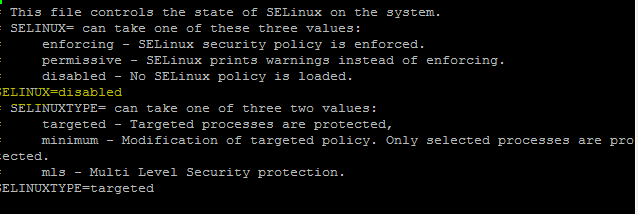 # This file controls the state of SELinux on the system.
# SELINUX= can take one of these three values:
#     enforcing - SELinux security policy is enforced.
#     permissive - SELinux prints warnings instead of enforcing.
#     disabled - No SELinux policy is loaded.
SELINUX=disabled
# SELINUXTYPE= can take one of three two values:
#     targeted - Targeted processes are protected,
#     minimum - Modification of targeted policy. Only selected processes are pro
tected.
#     mls - Multi Level Security protection.
SELINUXTYPE=targeted